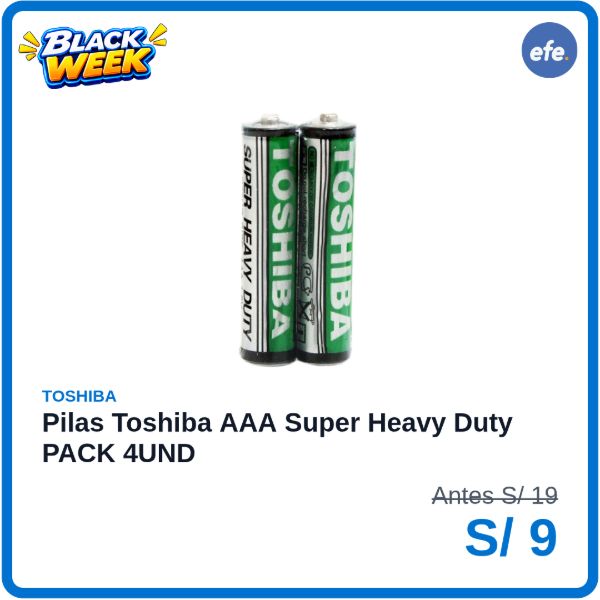 BLACK
WEEK
efe.
SUPER HEAVY DUTY
TOSHIBA
TOSHIBA
TOSHIBA
Pilas Toshiba AAA Super Heavy Duty
PACK 4UND
Antes S/ 19
S/ 9